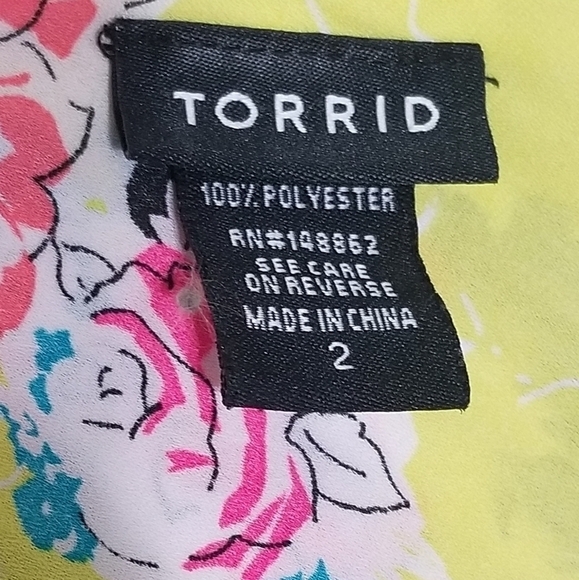 TORRID
100% POLYESTER
RN#148862
SEE CARE
ON REVERSE
MADE IN CHINA
2